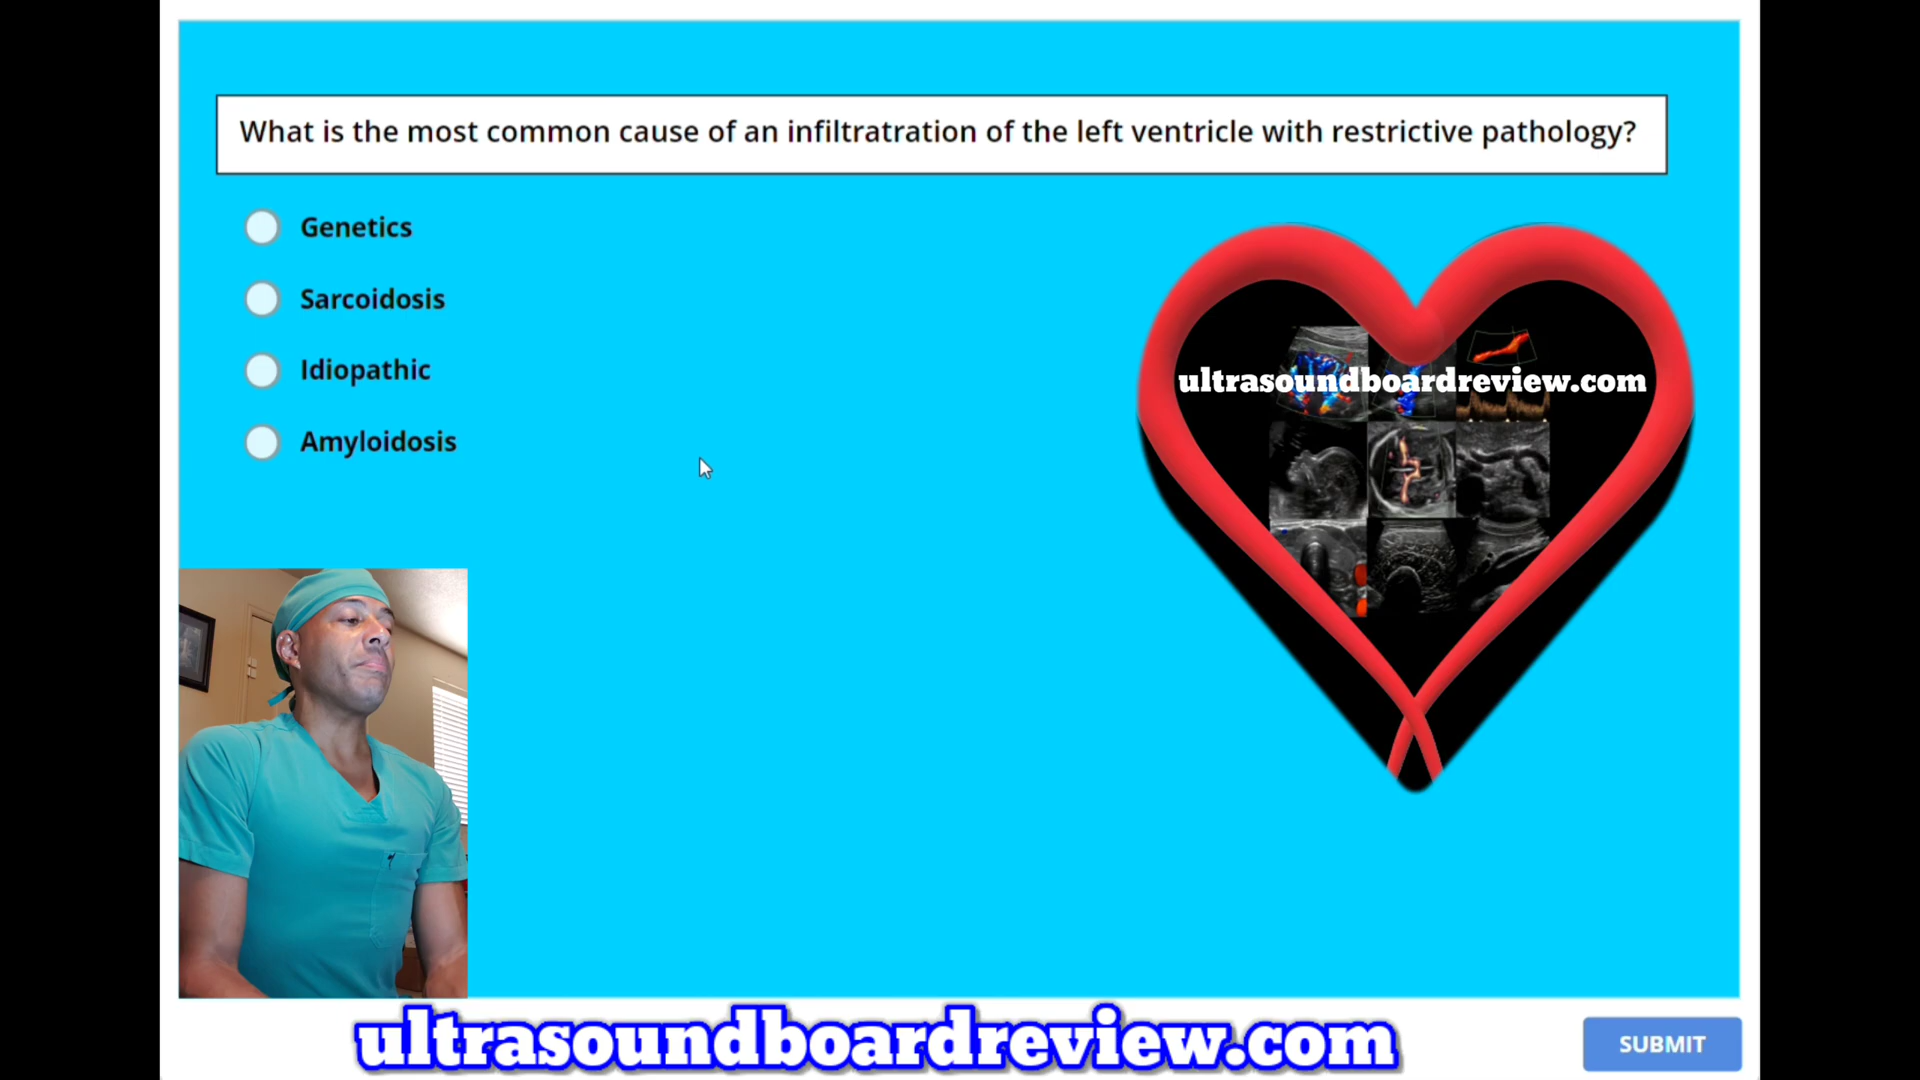 What is the most common cause of an infiltratration of the left ventricle with restrictive pathology?
Genetics
Sarcoidosis
Idiopathic
Amyloidosis
ultrasoundboardreview.com
ultrasoundboardreview.com
SUBMIT